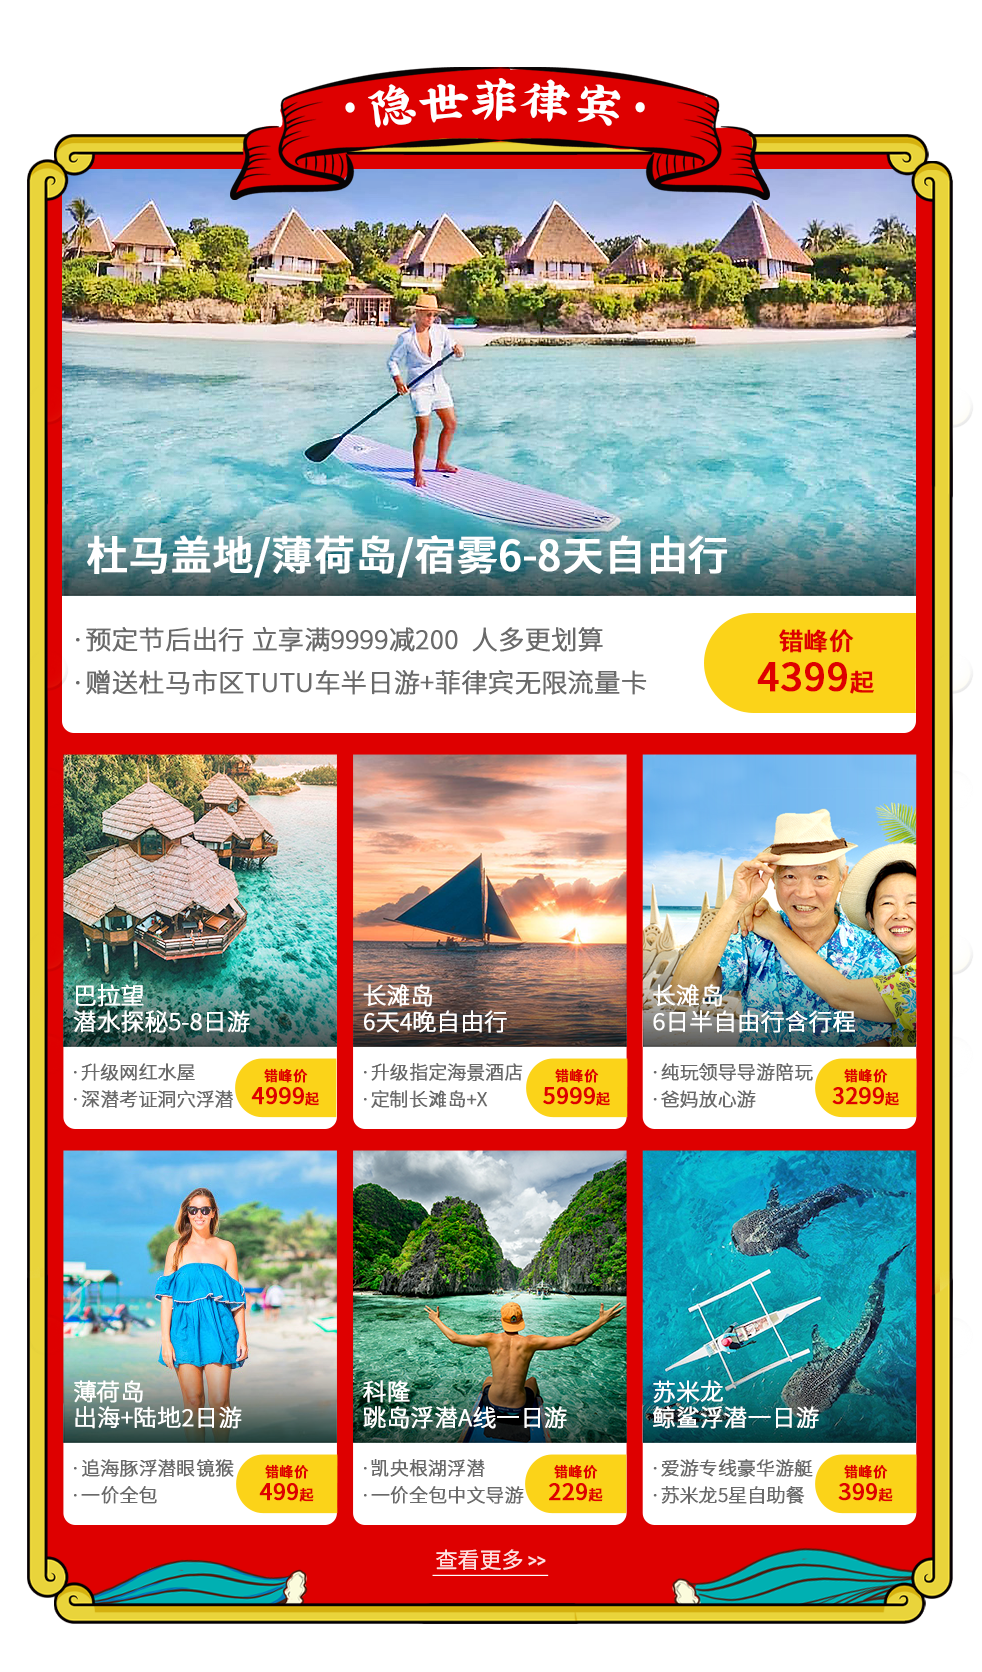 ·隐世菲律宾·
杜马盖地/薄荷岛/宿雾6-8天自由行
·预定节后出行 立享满9999减200 人多更划算
·赠送杜马市区TUTU车半日游+菲律宾无限流量卡
错峰价
4399起
巴拉望
潜水探秘5-8日游
·升级网红水屋
·深潜考证洞穴浮潜
错峰价
4999起
长滩岛
6天4晚自由行
·升级指定海景酒店
·定制长滩岛+X
错峰价
5999起
长滩岛
6日半自由行含行程
·纯玩领导导游陪玩
·爸妈放心游
错峰价
3299起
薄荷岛
出海+陆地2日游
·追海豚浮潜眼镜猴
·一价全包
错峰价
499起
科隆
跳岛浮潜A线一日游
·凯央根湖浮潜
·一价全包中文导游
错峰价
229起
苏米龙
鲸鲨浮潜一日游
·爱游专线豪华游艇
·苏米龙5星自助餐
错峰价
399起
查看更多>>